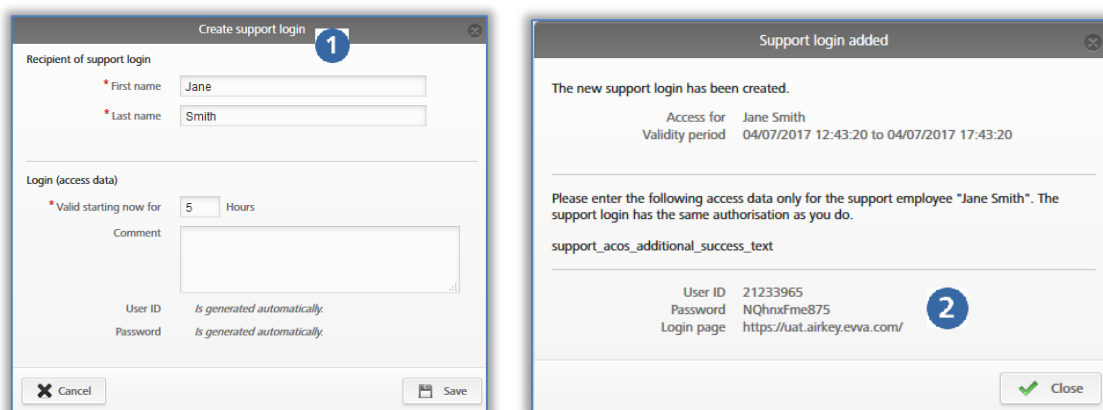 Create support login
1
Recipient of support login
* First name Jane
* Last name Smith
Login (access data)
* Valid starting now for 5 Hours
Comment
User ID Is generated automatically.
Password Is generated automatically.
Cancel Save
Support login added
The new support login has been created.
Access for Jane Smith
Validity period 04/07/2017 12:43:20 to 04/07/2017 17:43:20
Please enter the following access data only for the support employee "Jane Smith". The
support login has the same authorisation as you do.
support_acos_additional_success_text
User ID 21233965
Password NQhnxFme875
Login page https://uat.airkey.evva.com/
2
Close